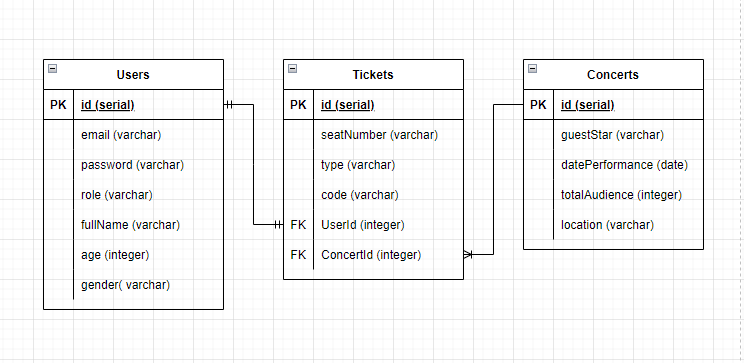 Users
PK id (serial)
email (varchar)
password (varchar)
role (varchar)
fullName (varchar)
age (integer)
gender( varchar)
Tickets
PK id (serial)
seatNumber (varchar)
type (varchar)
code (varchar)
FK UserId (integer)
FK ConcertId (integer)
Concerts
PK id (serial)
guestStar (varchar)
datePerformance (date)
totalAudience (integer)
location (varchar)